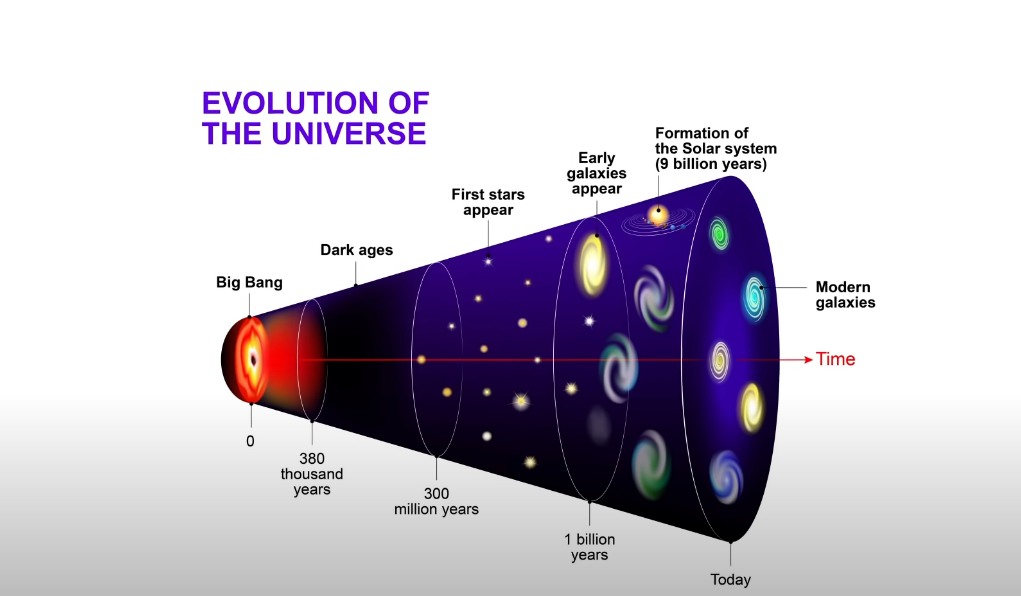 EVOLUTION OF
THE UNIVERSE
Formation of
the Solar system
(9 billion years)
Early
galaxies
appear
First stars
appear
Dark ages
Big Bang
Modern
galaxies
Time
0
380
thousand
years
300
million years
1 billion
years
Today